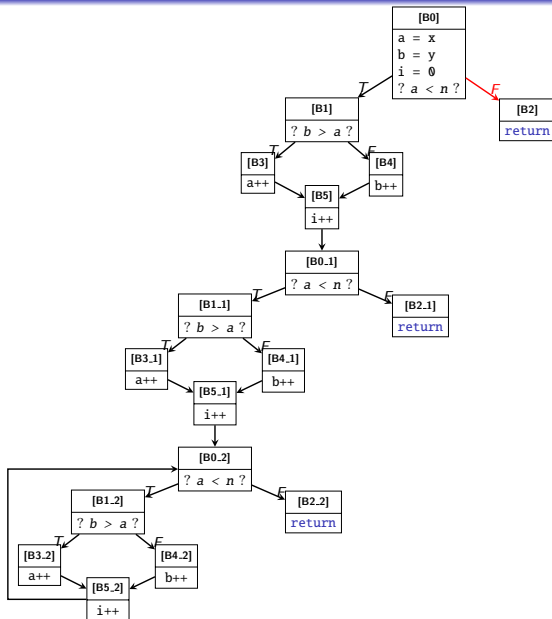 [B0]
a = x
b = y
i = 0
? a < n ?
T
F
[B2]
return
[B1]
? b > a ?
T
F
[B3]
a++
[B4]
b++
[B5]
i++
[B0_1]
? a < n ?
T
F
[B2_1]
return
[B1_1]
? b > a ?
T
F
[B3_1]
a++
[B4_1]
b++
[B5_1]
i++
[B0_2]
? a < n ?
T
F
[B2_2]
return
[B1_2]
? b > a ?
T
F
[B3_2]
a++
[B4_2]
b++
[B5_2]
i++